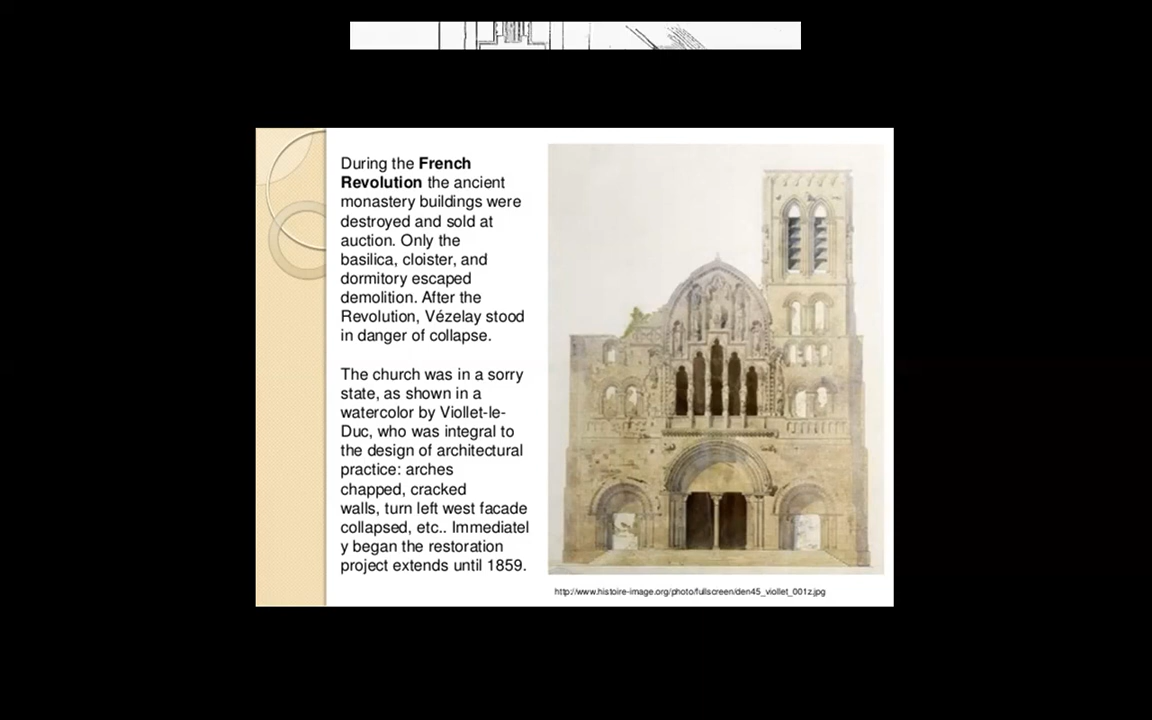 During the French
Revolution the ancient
monastery buildings were
destroyed and sold at
auction. Only the
basilica, cloister, and
dormitory escaped
demolition. After the
Revolution, Vézelay stood
in danger of collapse.
The church was in a sorry
state, as shown in a
watercolor by Viollet-le-
Duc, who was integral to
the design of architectural
practice: arches
chapped, cracked
walls, turn left west facade
collapsed, etc.. Immediatel
y began the restoration
project extends until 1859.
http://www.histoire-image.org/photo/fullscreen/den45_viollet_001z.jpg